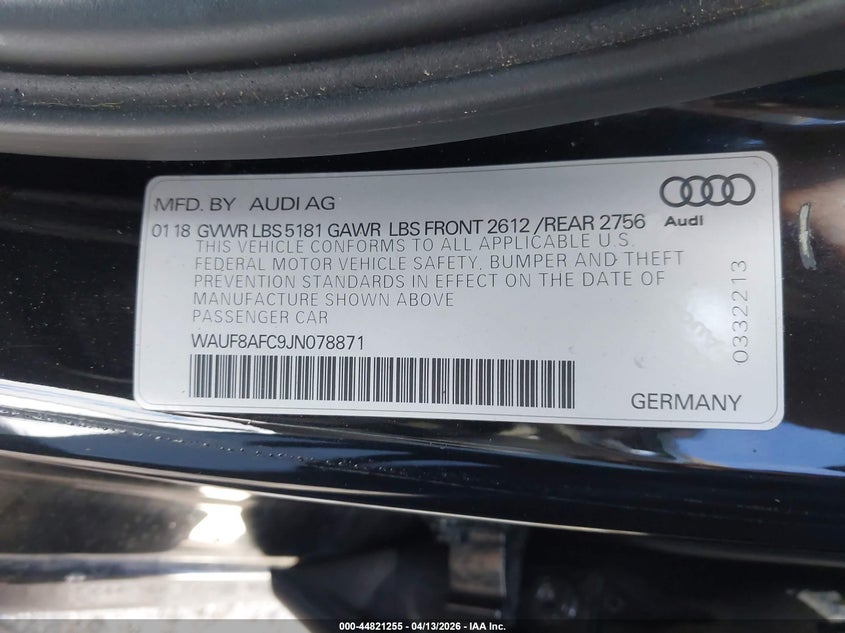 MFD. BY AUDI AG
Audi
01 18 GVWR LBS 5181 GAWR LBS FRONT 2612 /REAR 2756
THIS VEHICLE CONFORMS TO ALL APPLICABLE U.S.
FEDERAL MOTOR VEHICLE SAFETY, BUMPER AND THEFT
PREVENTION STANDARDS IN EFFECT ON THE DATE OF
MANUFACTURE SHOWN ABOVE
PASSENGER CAR
WAUF8AFC9JN078871
0332213
GERMANY
000-44821255 - 04/13/2026 - IAA Inc.